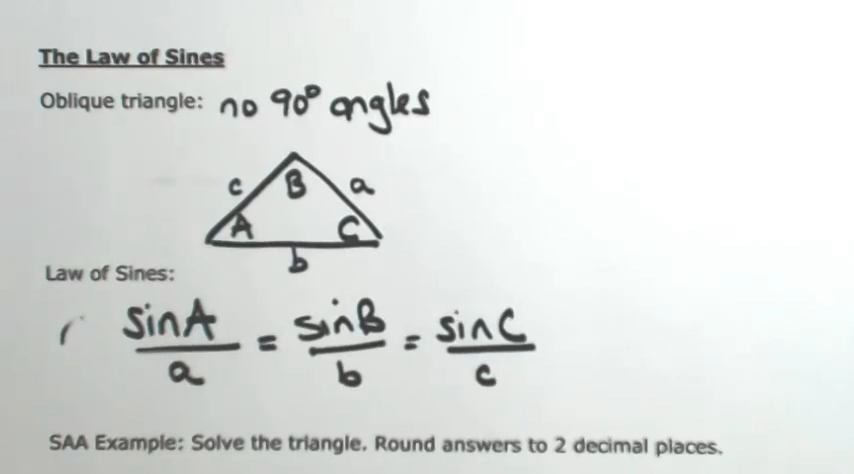 The Law of Sines
Oblique triangle: no 90° angles
c B a
A C
b
Law of Sines:
sinA/a = sinB/b = sinC/c
SAA Example: Solve the triangle. Round answers to 2 decimal places.